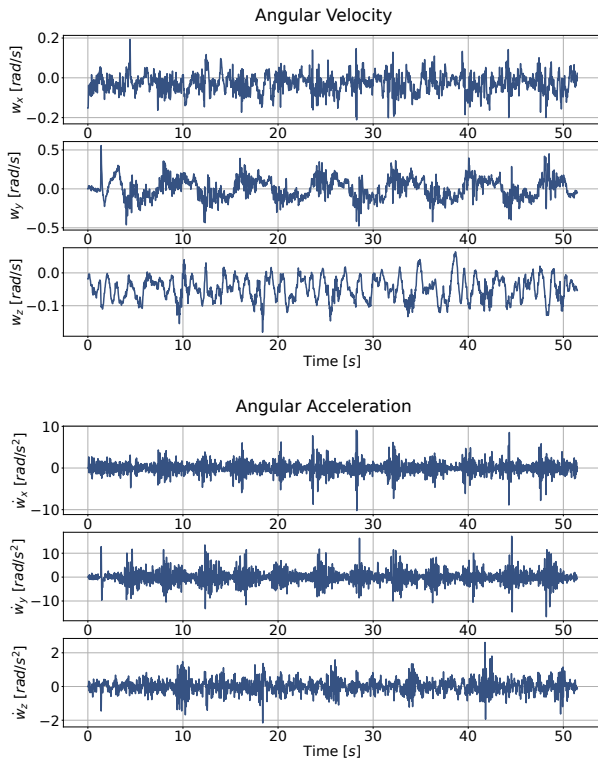 Angular Velocity
0.2
0.0
−0.2
w_x [rad/s]
0 10 20 30 40 50
0.5
0.0
−0.5
w_y [rad/s]
0 10 20 30 40 50
0.0
−0.1
w_z [rad/s]
0 10 20 30 40 50
Time [s]
Angular Acceleration
10
0
−10
ẇ_x [rad/s²]
0 10 20 30 40 50
10
0
−10
ẇ_y [rad/s²]
0 10 20 30 40 50
2
0
−2
ẇ_z [rad/s²]
0 10 20 30 40 50
Time [s]